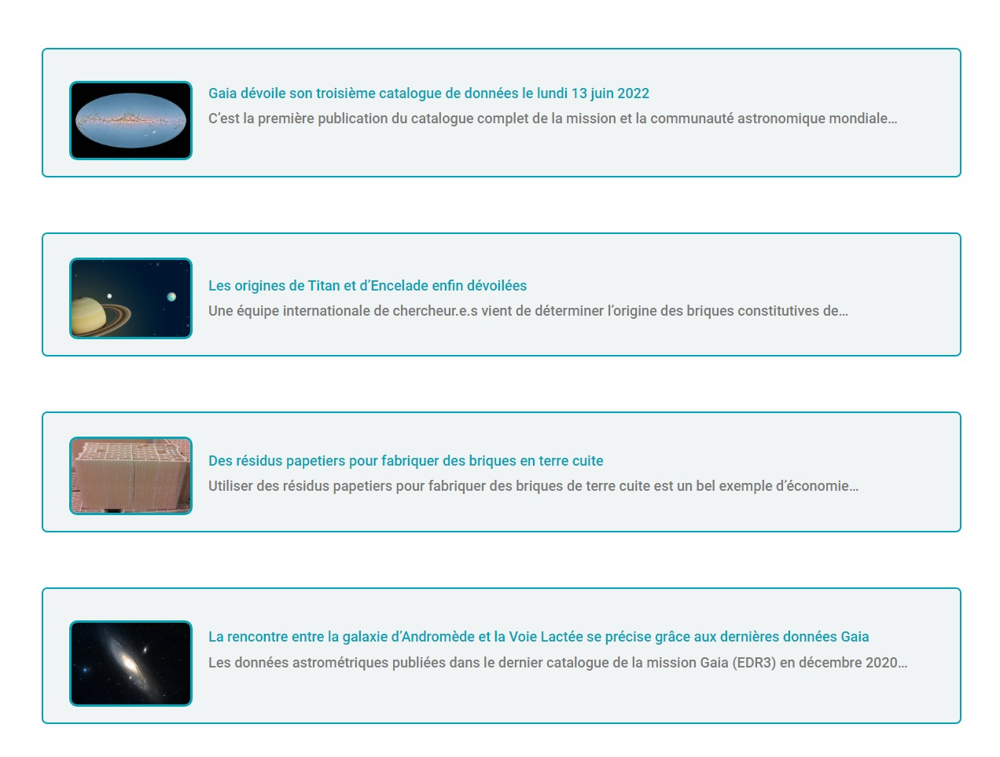 Gaia dévoile son troisième catalogue de données le lundi 13 juin 2022
C’est la première publication du catalogue complet de la mission et la communauté astronomique mondiale…
Les origines de Titan et d’Encelade enfin dévoilées
Une équipe internationale de chercheur.e.s vient de déterminer l’origine des briques constitutives de…
Des résidus papetiers pour fabriquer des briques en terre cuite
Utiliser des résidus papetiers pour fabriquer des briques de terre cuite est un bel exemple d’économie…
La rencontre entre la galaxie d’Andromède et la Voie Lactée se précise grâce aux dernières données Gaia
Les données astrométriques publiées dans le dernier catalogue de la mission Gaia (EDR3) en décembre 2020…